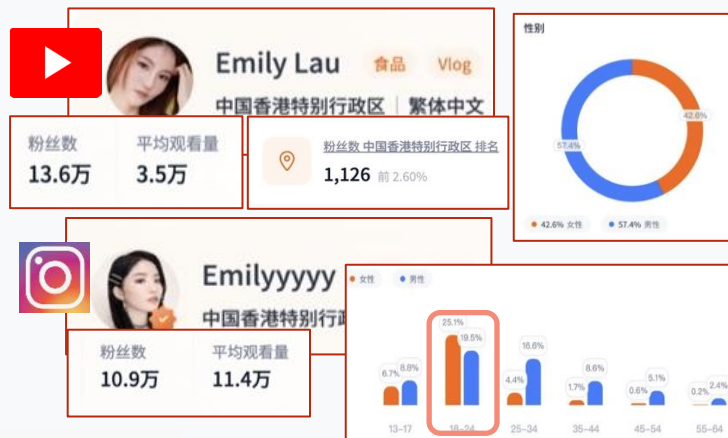 Emily Lau 食品 Vlog
中国香港特别行政区 | 繁体中文
粉丝数 平均观看量
13.6万 3.5万
粉丝数 中国香港特别行政区 排名
1,126 前 2.60%
性别
42.6%
57.4%
42.6% 女性 57.4% 男性
Emilyyyyy
中国香港特别行政
粉丝数 平均观看量
10.9万 11.4万
女性 男性
25.1%
19.5%
16.6%
6.7% 8.8% 4.4% 1.7% 8.6% 0.6% 5.1% 0.2% 2.4%
13-17 18-24 25-34 35-44 45-54 55-64